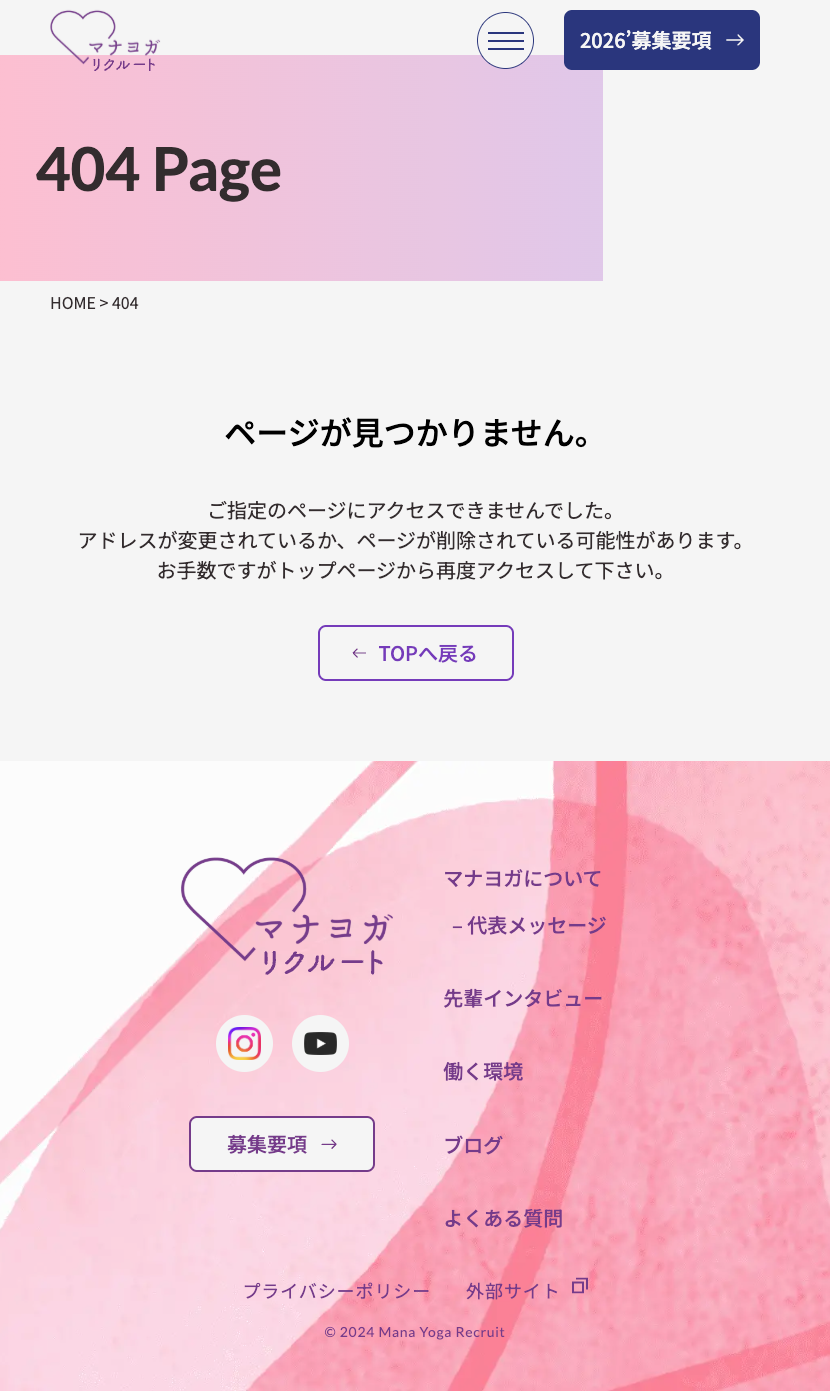 マナヨガ
リクルート
2026’募集要項
404 Page
HOME > 404
ページが見つかりません。
ご指定のページにアクセスできませんでした。
アドレスが変更されているか、ページが削除されている可能性があります。
お手数ですがトップページから再度アクセスして下さい。
TOPへ戻る
マナヨガ
リクルート
募集要項
マナヨガについて
– 代表メッセージ
先輩インタビュー
働く環境
ブログ
よくある質問
プライバシーポリシー 外部サイト
© 2024 Mana Yoga Recruit